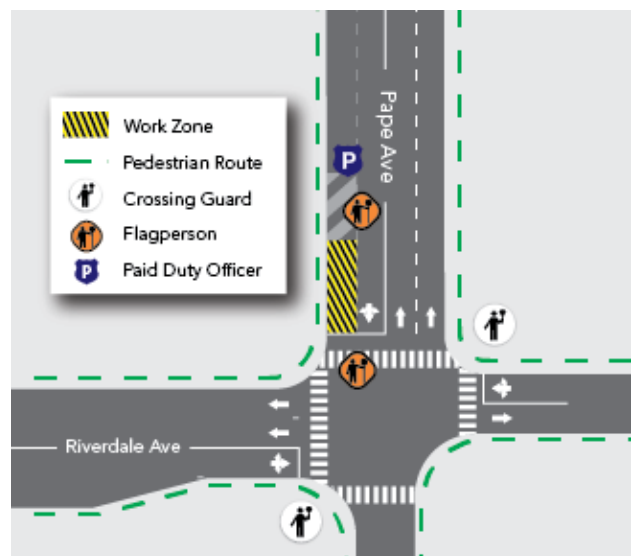 Work Zone
Pedestrian Route
Crossing Guard
Flagperson
P
Paid Duty Officer
P
Pape Ave
Riverdale Ave